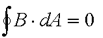 ∮B · dA = 0